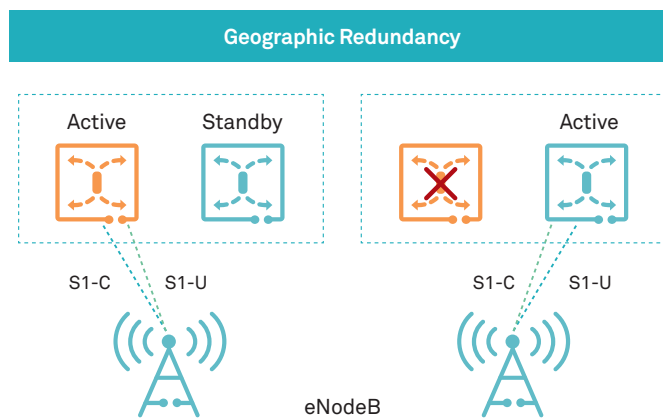 Geographic Redundancy
Active
Standby
Active
S1-C
S1-U
S1-C
S1-U
eNodeB